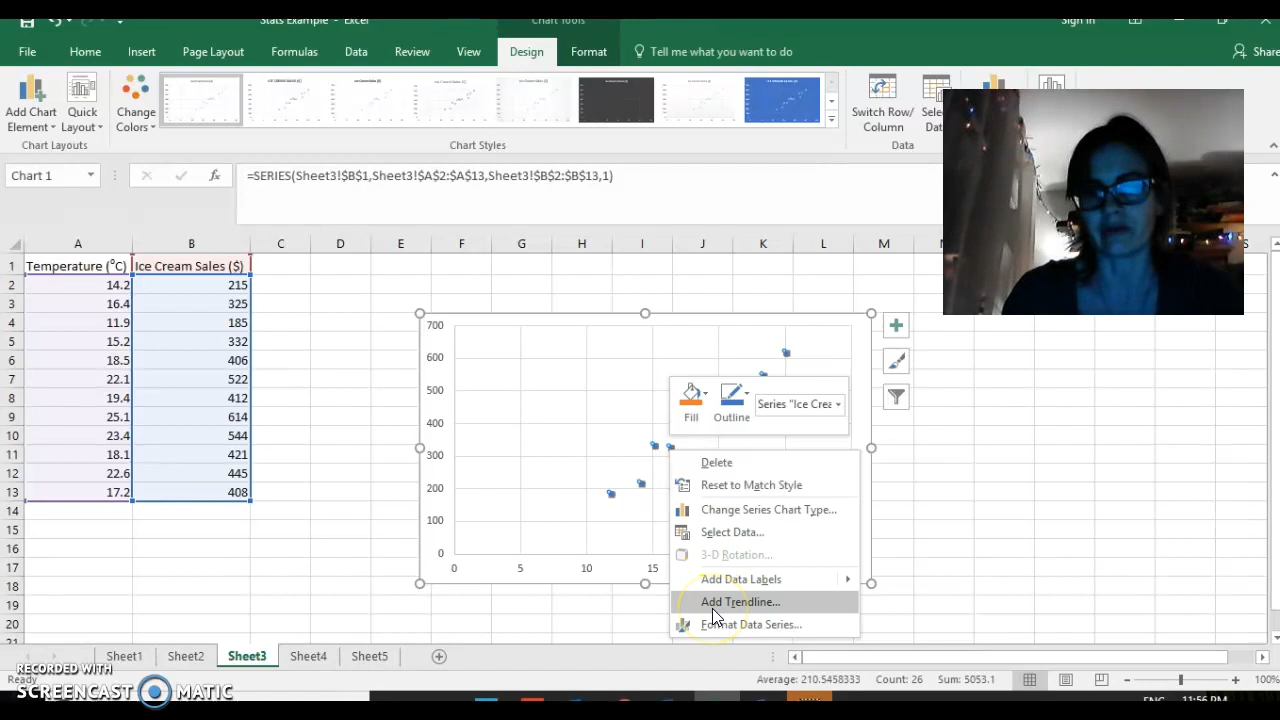 Stats Example - Excel
Chart Tools
Sign in
File Home Insert Page Layout Formulas Data Review View Design Format Tell me what you want to do Share
Add Chart Element
Quick Layout
Change Colors
Switch Row/ Column
Chart Layouts
Chart Styles
Data
Chart 1
=SERIES(Sheet3!$B$1,Sheet3!$A$2:$A$13,Sheet3!$B$2:$B$13,1)
A B C D E F G H I J K L M
1 Temperature (⁰C) Ice Cream Sales ($)
2 14.2 215
3 16.4 325
4 11.9 185
5 15.2 332
6 18.5 406
7 22.1 522
8 19.4 412
9 25.1 614
10 23.4 544
11 18.1 421
12 22.6 445
13 17.2 408
14
15
16
17
18
19
20
21
700
600
500
400
300
200
100
0
0 5 10 15
Fill Outline
Delete
Reset to Match Style
Change Series Chart Type...
Select Data...
3-D Rotation...
Add Data Labels
Add Trendline...
Format Data Series...
Sheet1 Sheet2 Sheet3 Sheet4 Sheet5
Ready
Average: 210.5458333 Count: 26 Sum: 5053.1
100%
RECORDED WITH
SCREENCAST MATIC
ENG 11:56 PM